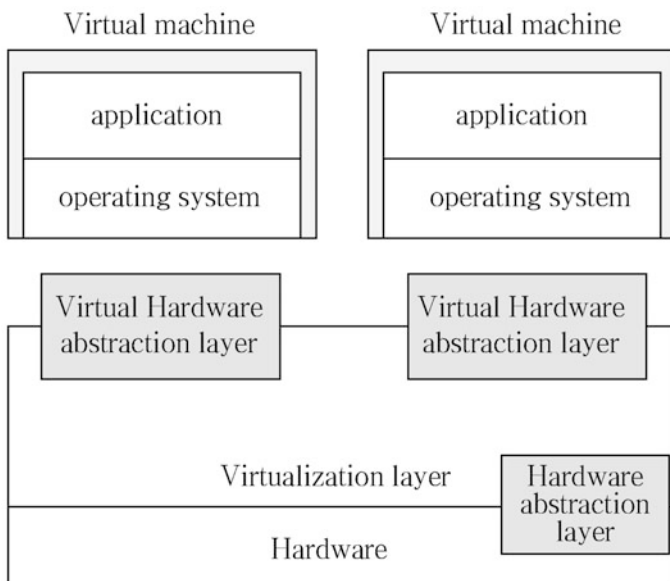 Virtual machine
Virtual machine
application
application
operating system
operating system
Virtual Hardware
abstraction layer
Virtual Hardware
abstraction layer
Virtualization layer
Hardware
abstraction
layer
Hardware